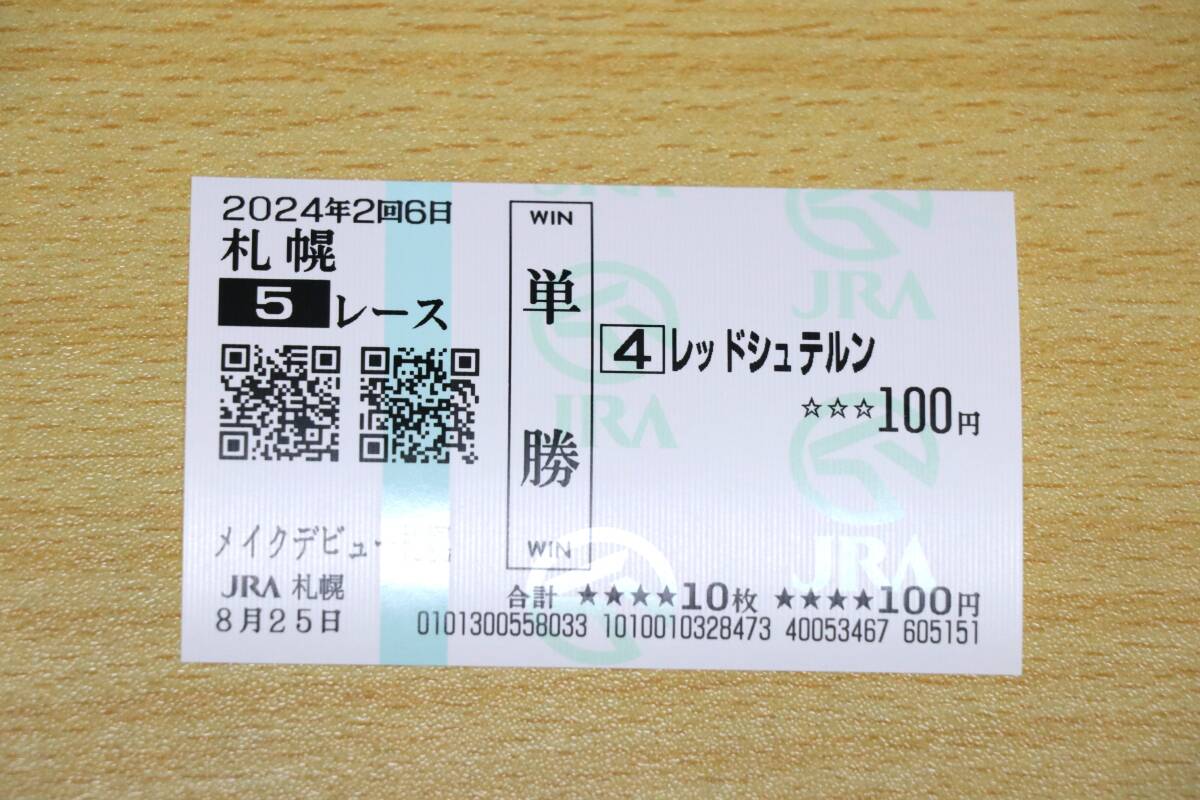 2024年2回6日
札幌
5レース
WIN
単勝
WIN
4レッドシュテルン
☆☆☆100円
メイクデビュー
JRA 札幌
8月25日
合計 ★★★★10枚 ★★★★100円
0101300558033 1010010328473 40053467 605151
JRA
JRA
JRA
JRA